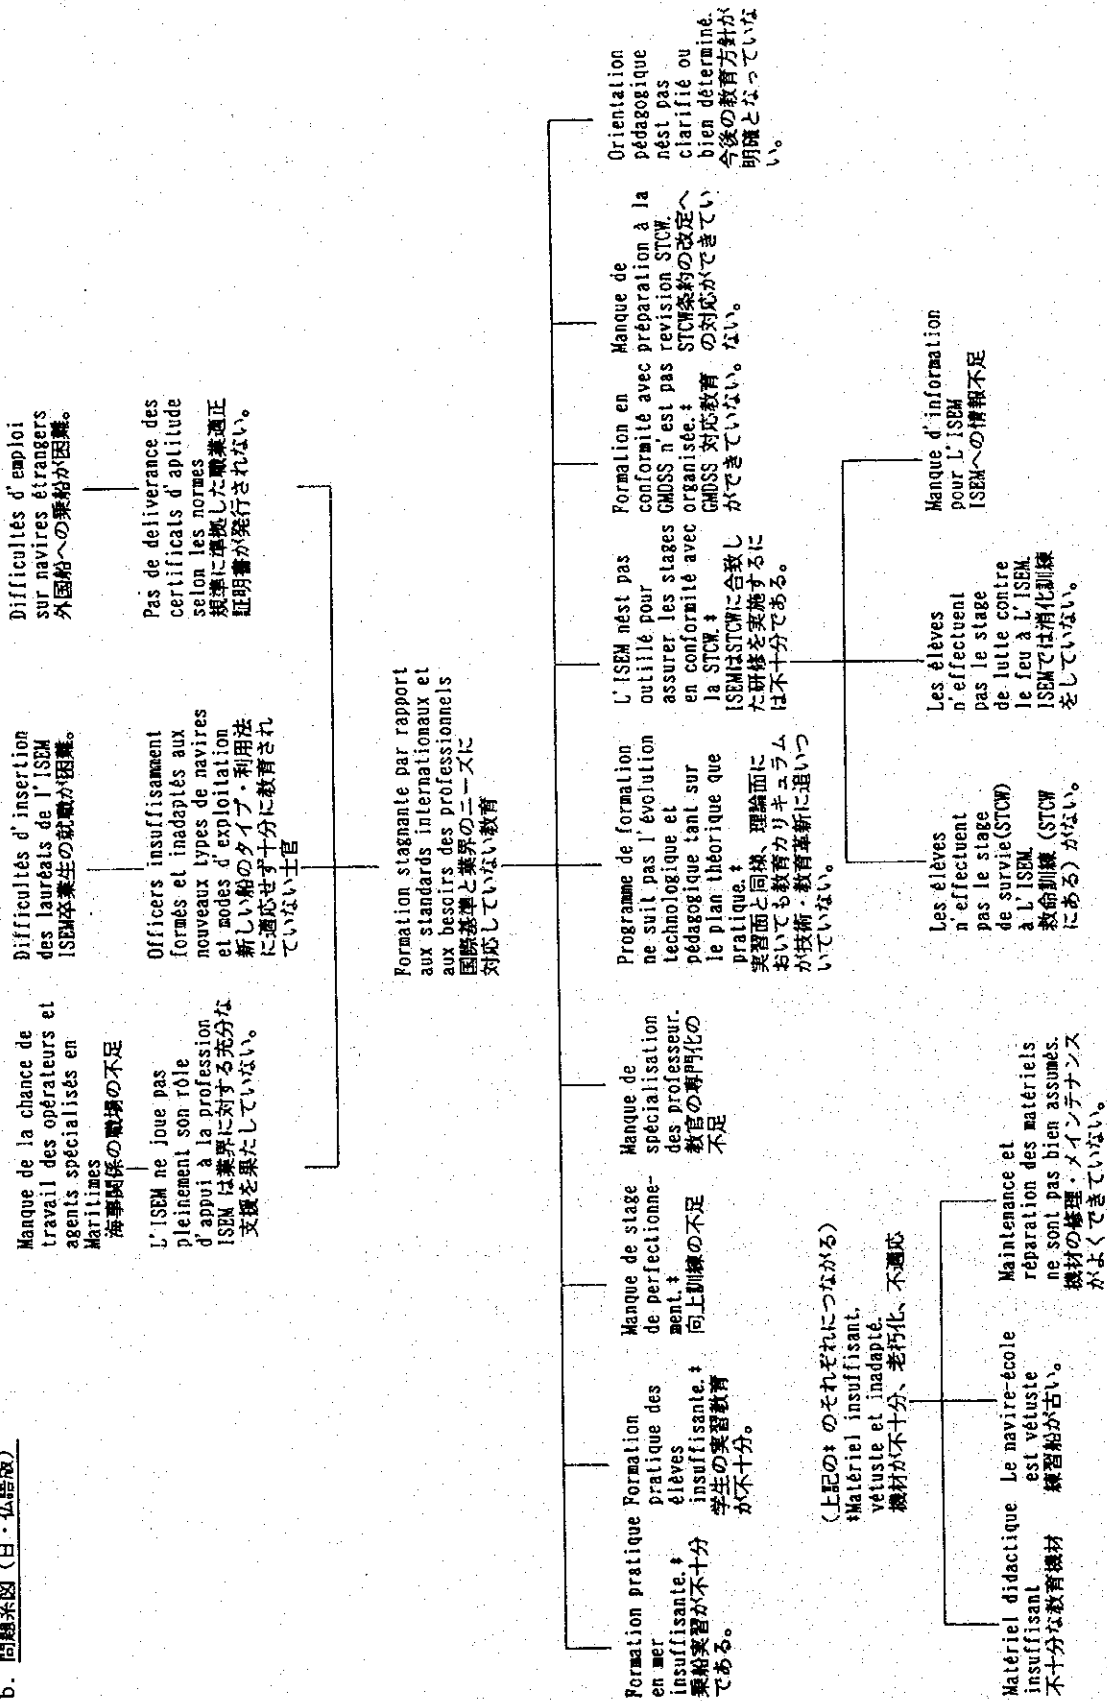 b. 問題系図（日・仏語版）
Manque de la chance de
travail des opérateurs et
agents spécialisés en
Maritimes
海事関係の職場の不足
Difficultés d'insertion
des lauréats de l'ISEM
ISEM卒業生の就職が困難。
Difficultés d'emploi
sur navires étrangers
外国船への乗船が困難。
L'ISEM ne joue pas
pleinement son rôle
d'appui à la profession
ISEM は業界に対する充分な
支援を果たしていない。
Officers insuffisamment
formés et inadaptés aux
nouveaux types de navires
et modes d'exploitation
新しい船のタイプ・利用法
に適応せず十分に教育され
ていない士官
Pas de deliverance des
certificats d'aptitude
selon les normes
規準に準拠した職業適正
証明書が発行されない。
Formation stagnante par rapport
aux standards internationaux et
aux besoirs des professionnels
国際基準と業界のニーズに
対応していない教育
Formation pratique
en mer
insuffisante.‡
乗船実習が不十分
である。
Formation
pratique des
élèves
insuffisante.‡
学生の実習教育
が不十分。
Manque de stage
de perfectionne-
ment.‡
向上訓練の不足
Manque de
spécialisation
des professeur.
教官の専門化の
不足
Programme de formation
ne suit pas l'évolution
technologique et
pédagogique tant sur
le plan théorique que
pratique.‡
実習面と同様、理論面に
おいても教育カリキュラム
が技術・教育革新に追いつ
いていない。
L'ISEM nést pas
outillé pour
assurer les stages
en conformité avec
la STCW.‡
ISEMはSTCWに合致し
た研修を実施するに
は不十分である。
Formation en
conformité avec
GMDSS n'est pas
organisée.‡
GMDSS 対応教育
ができていない。
Manque de
préparation à la
revision STCW.
STCW条約の改定へ
の対応ができてい
ない。
Orientation
pédagogique
nést pas
clarifié ou
bien déterminé.
今後の教育方針が
明確となっていな
い。
（上記の‡ のそれぞれにつながる）
‡Matériel insuffisant,
vétuste et inadapté.
機材が不十分、老朽化、不適応
Matériel didactique
insuffisant
不十分な教育機材
Le navire-école
est vétuste
練習船が古い。
Maintenance et
réparation des matériels
ne sont pas bien assumés.
機材の修理・メインテナンス
がよくできていない。
Les élèves
n'effectuent
pas le stage
de survie(STCW)
à L'ISEM.
救命訓練（STCW
にある）がない。
Les élèves
n'effectuent
pas le stage
de lutte contre
le feu à L'ISEM.
ISEMでは消化訓練
をしていない。
Manque d'information
pour L'ISEM
ISEMへの情報不足